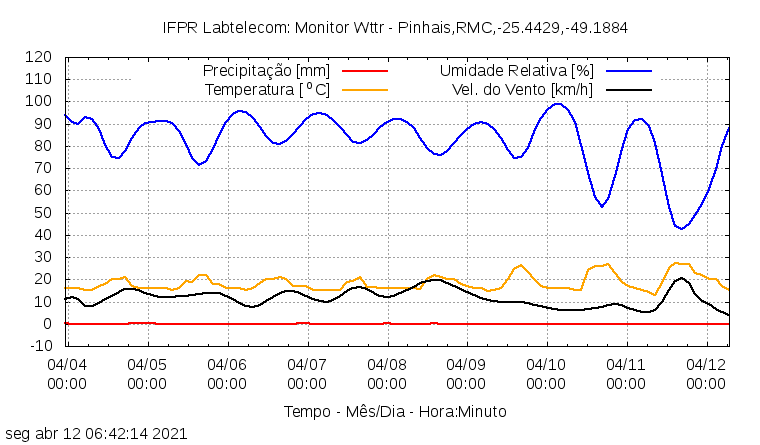 IFPR Labtelecom: Monitor Wttr - Pinhais,RMC,-25.4429,-49.1884
Precipitação [mm]
Umidade Relativa [%]
Temperatura [ ⁰C]
Vel. do Vento [km/h]
120
110
100
90
80
70
60
50
40
30
20
10
0
-10
04/04 04/05 04/06 04/07 04/08 04/09 04/10 04/11 04/12
00:00 00:00 00:00 00:00 00:00 00:00 00:00 00:00 00:00
Tempo - Mês/Dia - Hora:Minuto
seg abr 12 06:42:14 2021